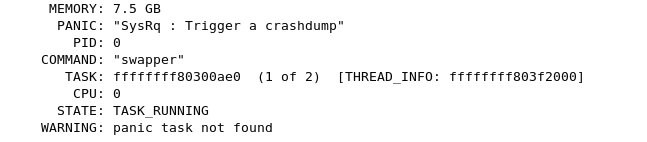 MEMORY: 7.5 GB
PANIC: "SysRq : Trigger a crashdump"
PID: 0
COMMAND: "swapper"
TASK: ffffffff80300ae0 (1 of 2) [THREAD_INFO: ffffffff803f2000]
CPU: 0
STATE: TASK_RUNNING
WARNING: panic task not found